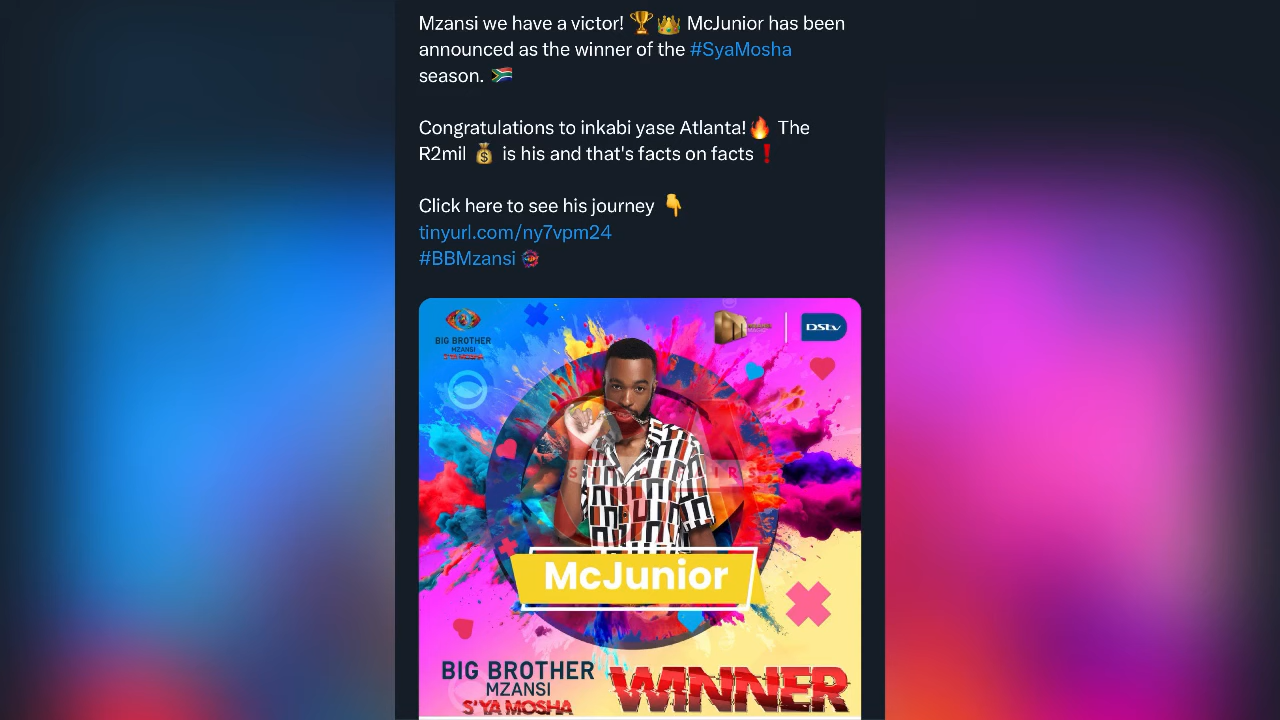 Mzansi we have a victor! 🏆👑 McJunior has been
announced as the winner of the #SyaMosha
season. 🇿🇦
Congratulations to inkabi yase Atlanta!🔥 The
R2mil 💰 is his and that's facts on facts❗
Click here to see his journey 👇
tinyurl.com/ny7vpm24
#BBMzansi
BIG BROTHER
MZANSI
S'YA MOSHA
DStv
McJunior
BIG BROTHER
MZANSI
S'YA MOSHA
WINNER